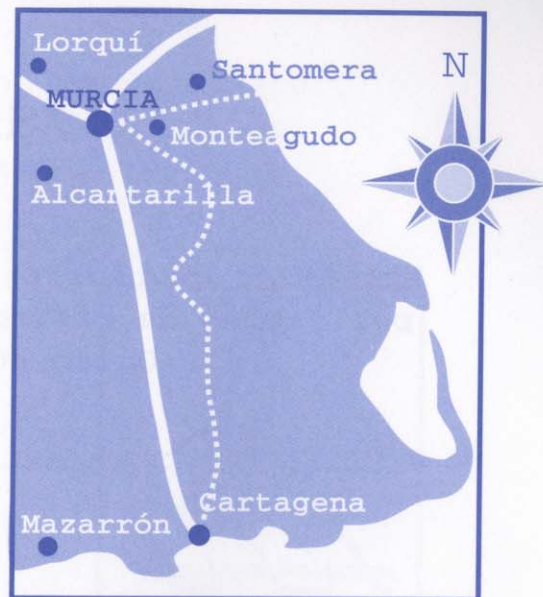 Lorquí
Santomera
N
MURCIA
Monteagudo
Alcantarilla
Cartagena
Mazarrón